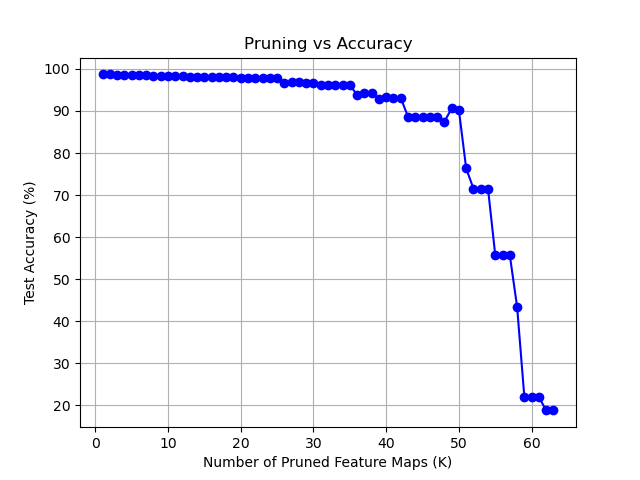 Pruning vs Accuracy
100
90
80
70
60
50
40
30
20
Test Accuracy (%)
0 10 20 30 40 50 60
Number of Pruned Feature Maps (K)